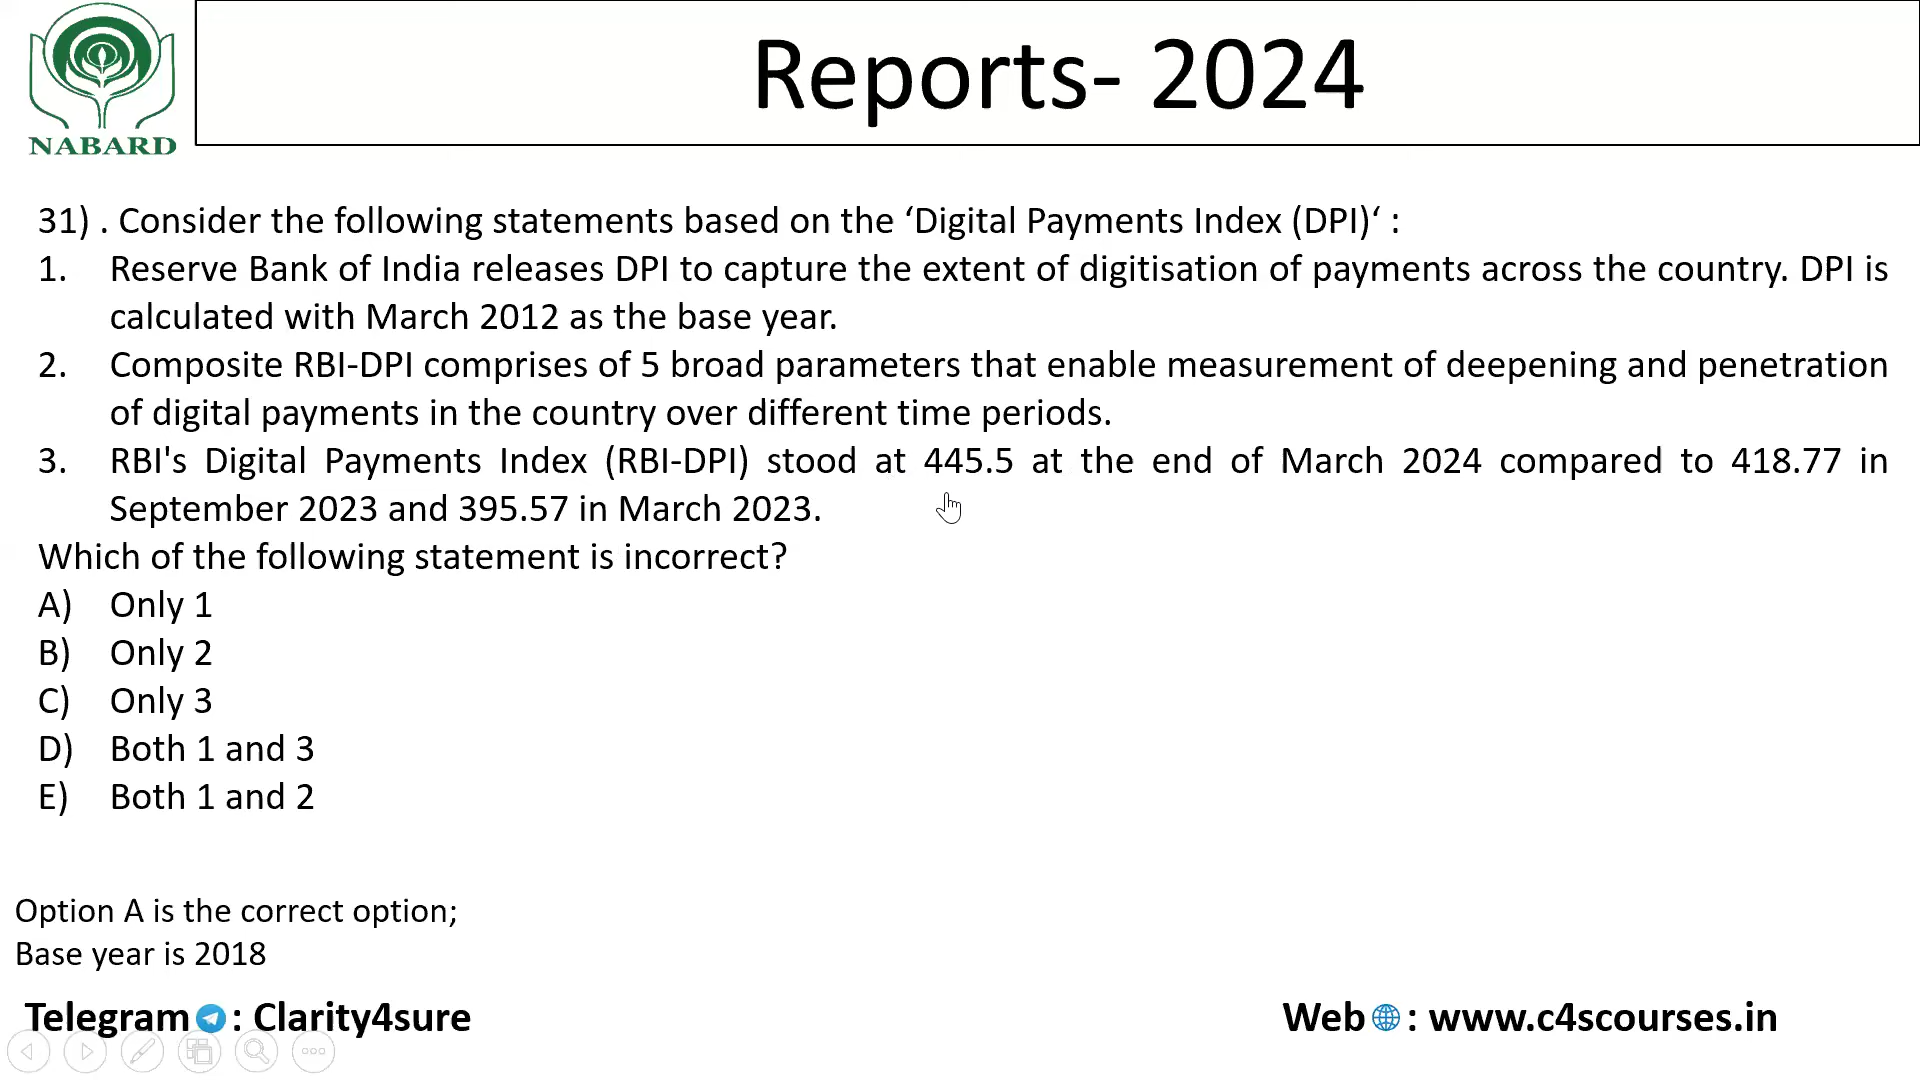 NABARD
Reports- 2024
31) . Consider the following statements based on the ‘Digital Payments Index (DPI)‘ :
1. Reserve Bank of India releases DPI to capture the extent of digitisation of payments across the country. DPI is
calculated with March 2012 as the base year.
2. Composite RBI-DPI comprises of 5 broad parameters that enable measurement of deepening and penetration
of digital payments in the country over different time periods.
3. RBI's Digital Payments Index (RBI-DPI) stood at 445.5 at the end of March 2024 compared to 418.77 in
September 2023 and 395.57 in March 2023.
Which of the following statement is incorrect?
A) Only 1
B) Only 2
C) Only 3
D) Both 1 and 3
E) Both 1 and 2
Option A is the correct option;
Base year is 2018
Telegram : Clarity4sure
Web : www.c4scourses.in